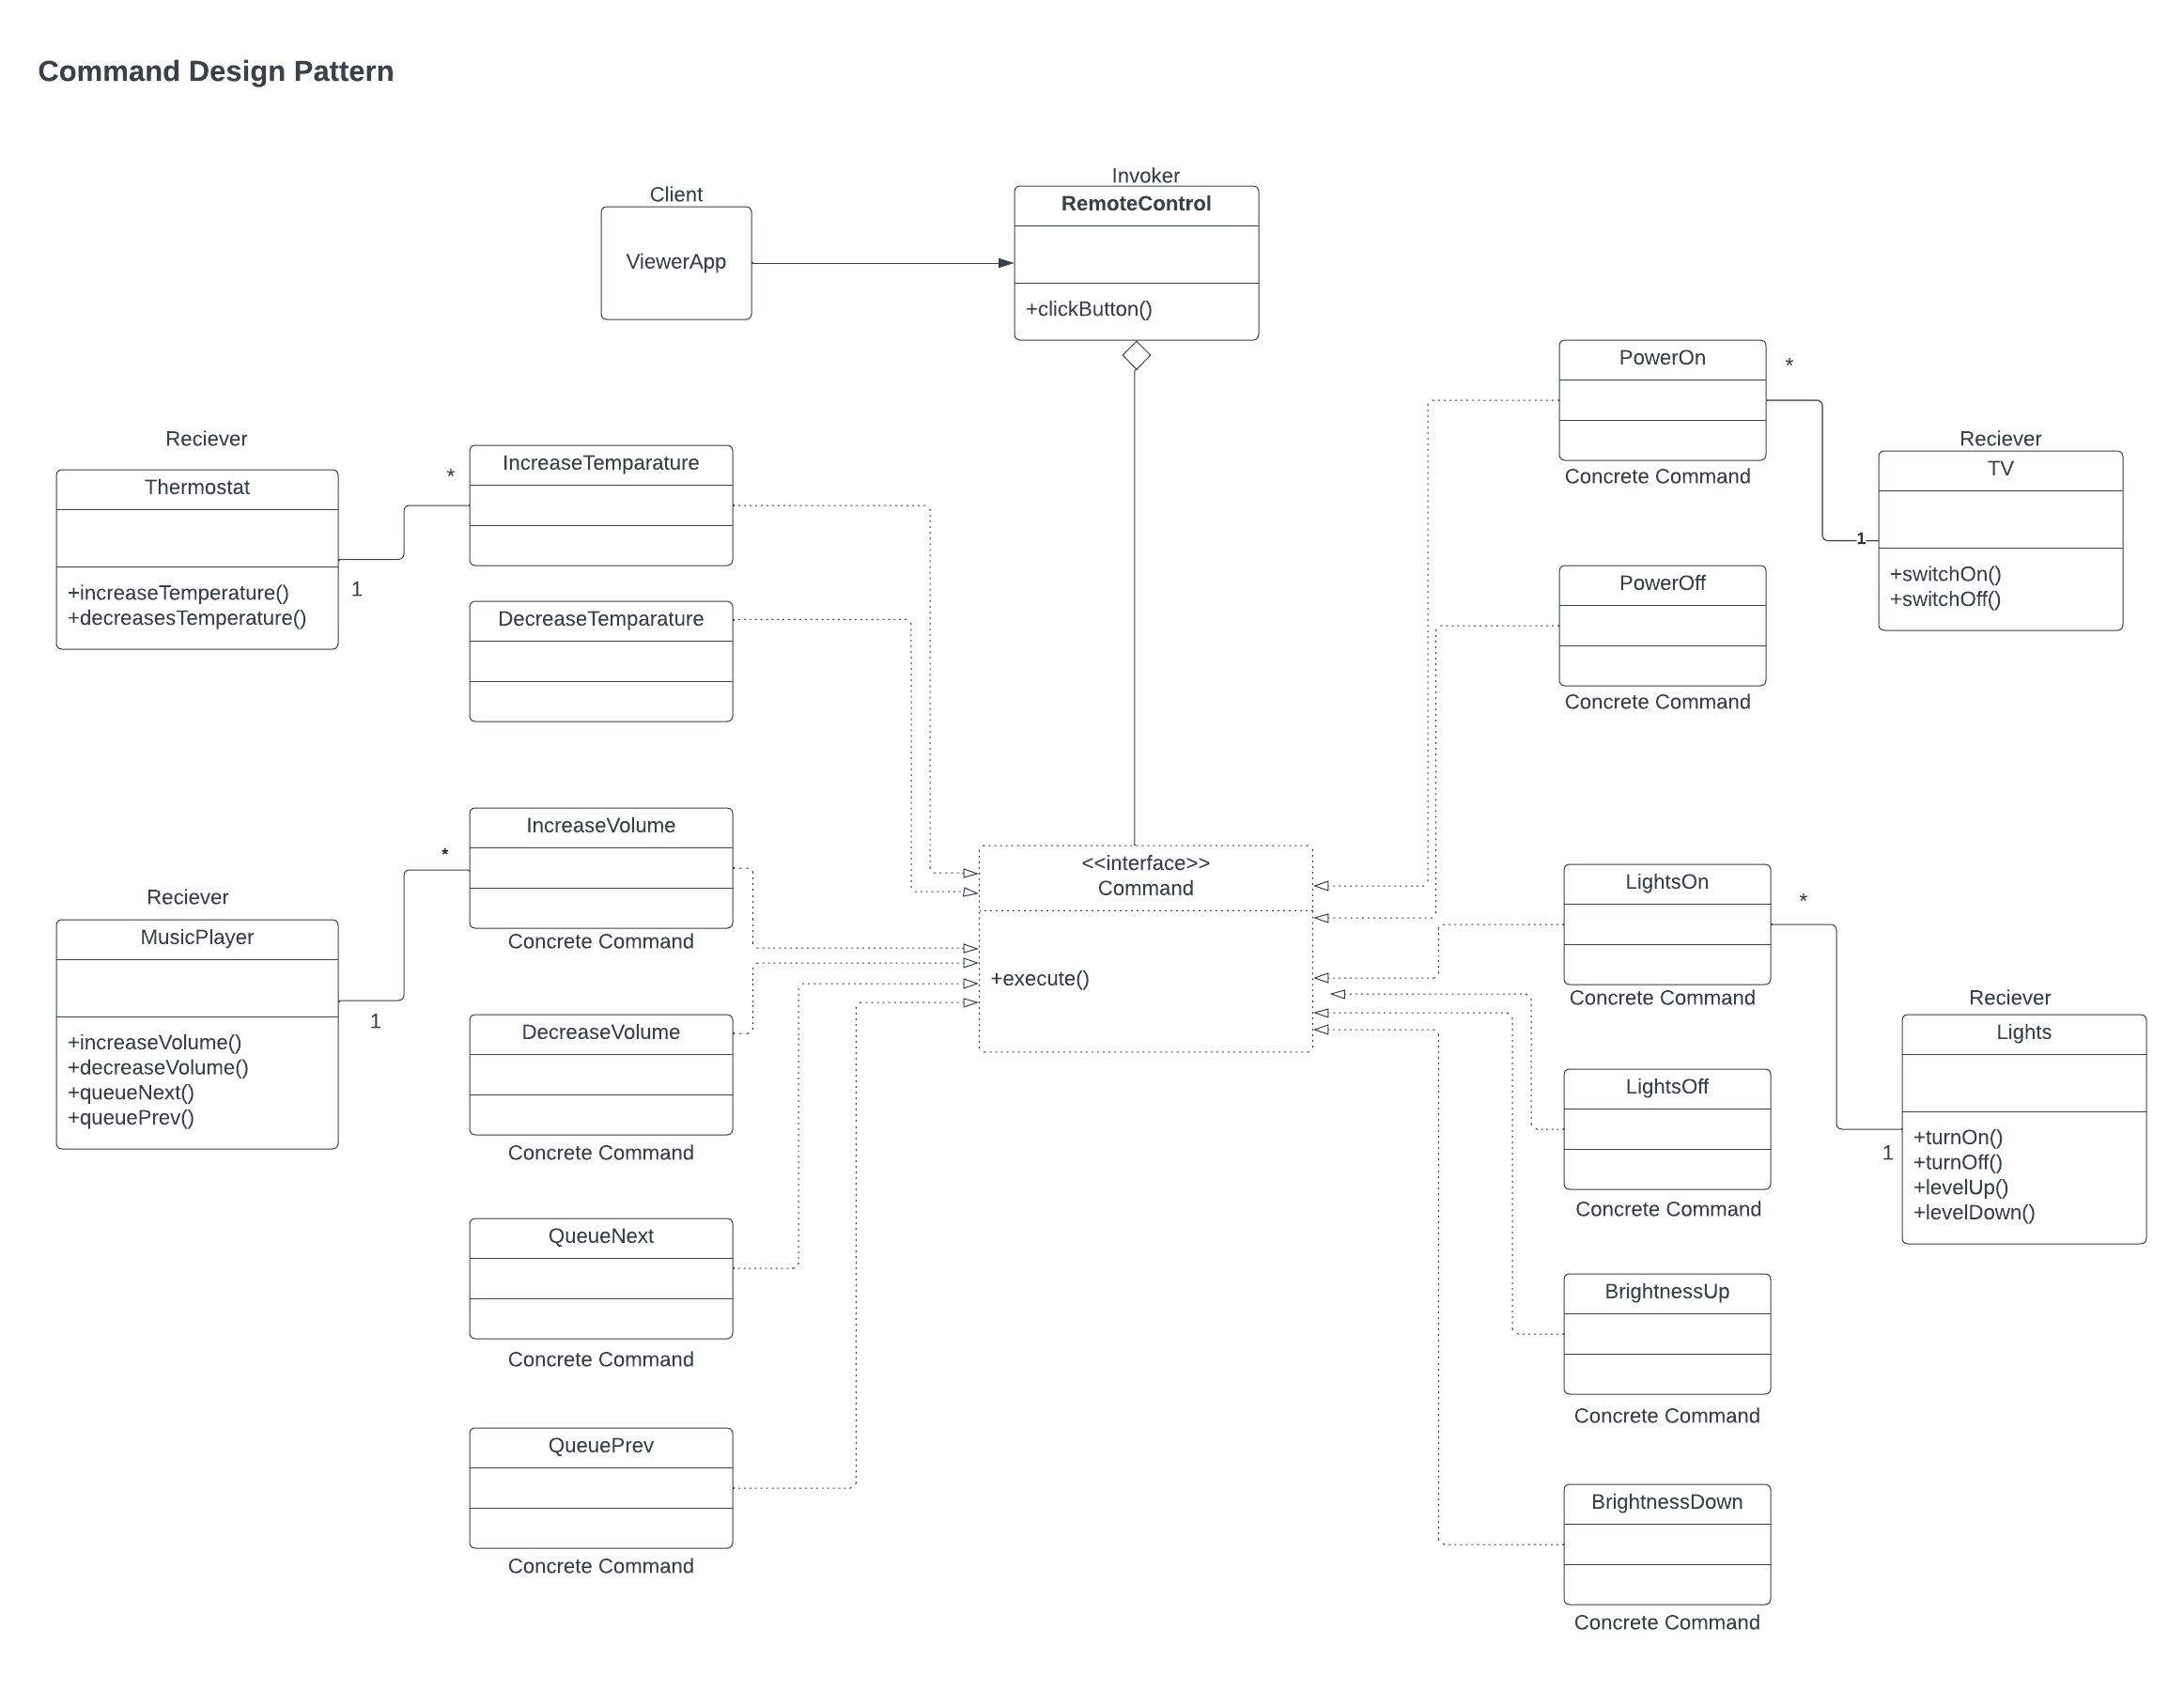 Command Design Pattern
Invoker
Client
RemoteControl
ViewerApp
+clickButton()
PowerOn
*
Concrete Command
Reciever
TV
1
+switchOn()
+switchOff()
PowerOff
Concrete Command
Reciever
Thermostat
+increaseTemperature()
+decreasesTemperature()
1
*
IncreaseTemparature
DecreaseTemparature
IncreaseVolume
*
Concrete Command
Reciever
MusicPlayer
1
+increaseVolume()
+decreaseVolume()
+queueNext()
+queuePrev()
DecreaseVolume
Concrete Command
QueueNext
Concrete Command
QueuePrev
Concrete Command
<<interface>>
Command
+execute()
LightsOn
*
Concrete Command
Reciever
Lights
1
+turnOn()
+turnOff()
+levelUp()
+levelDown()
LightsOff
Concrete Command
BrightnessUp
Concrete Command
BrightnessDown
Concrete Command